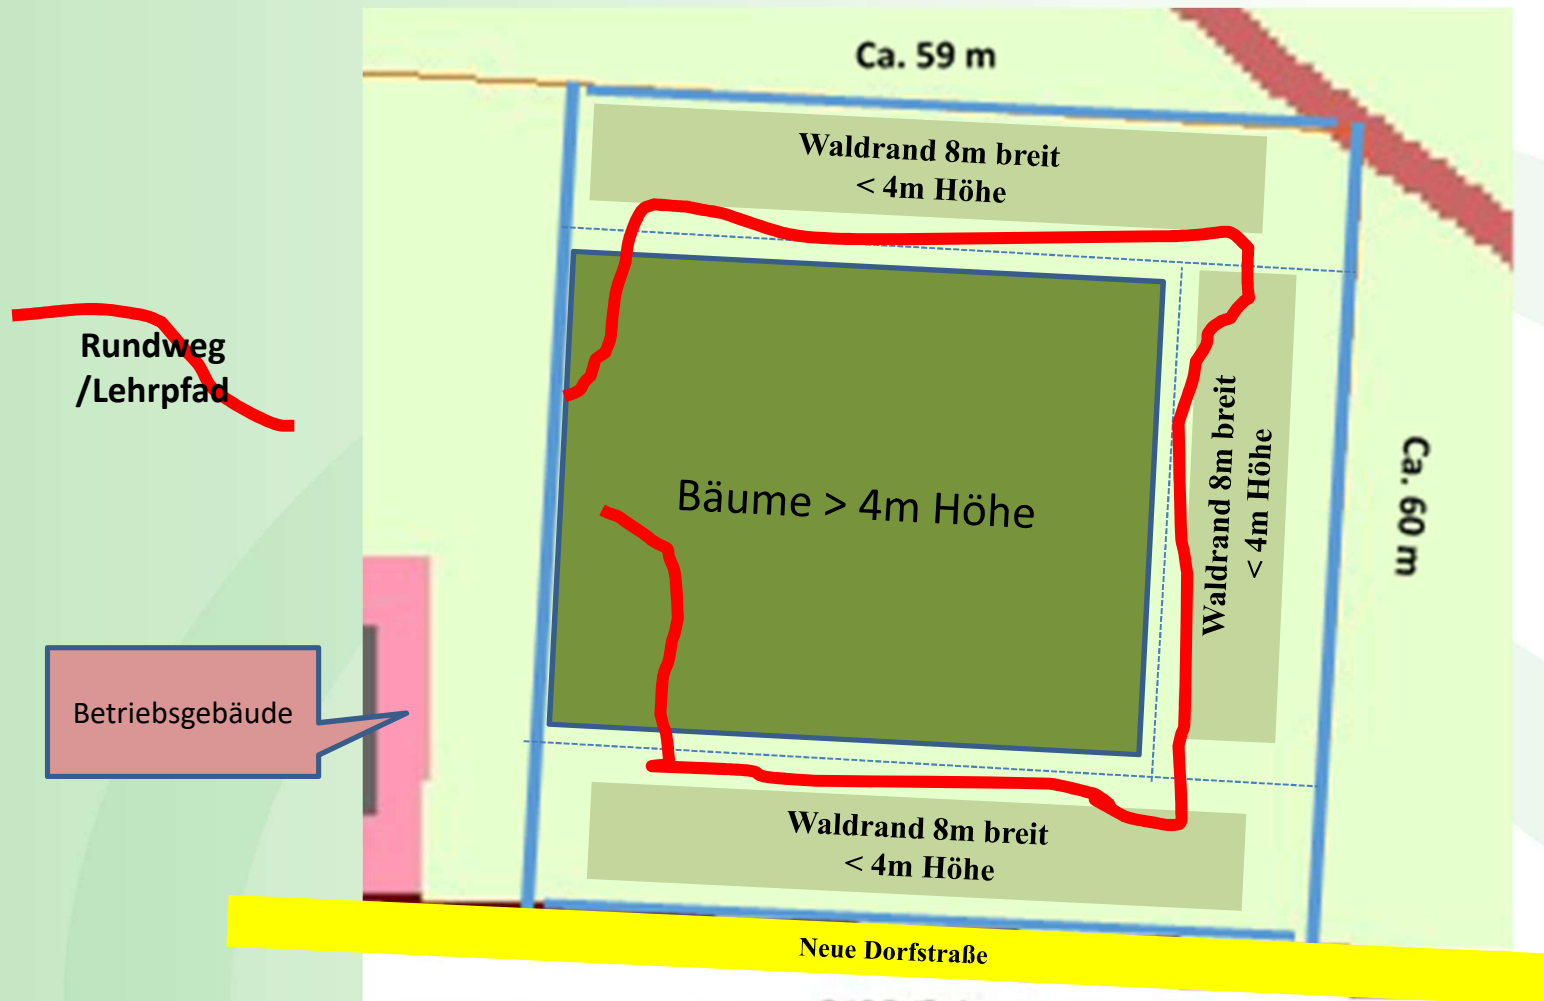 Ca. 59 m
Waldrand 8m breit
< 4m Höhe
Rundweg
/Lehrpfad
Waldrand 8m breit
< 4m Höhe
Ca. 60 m
Bäume > 4m Höhe
Betriebsgebäude
Waldrand 8m breit
< 4m Höhe
Neue Dorfstraße